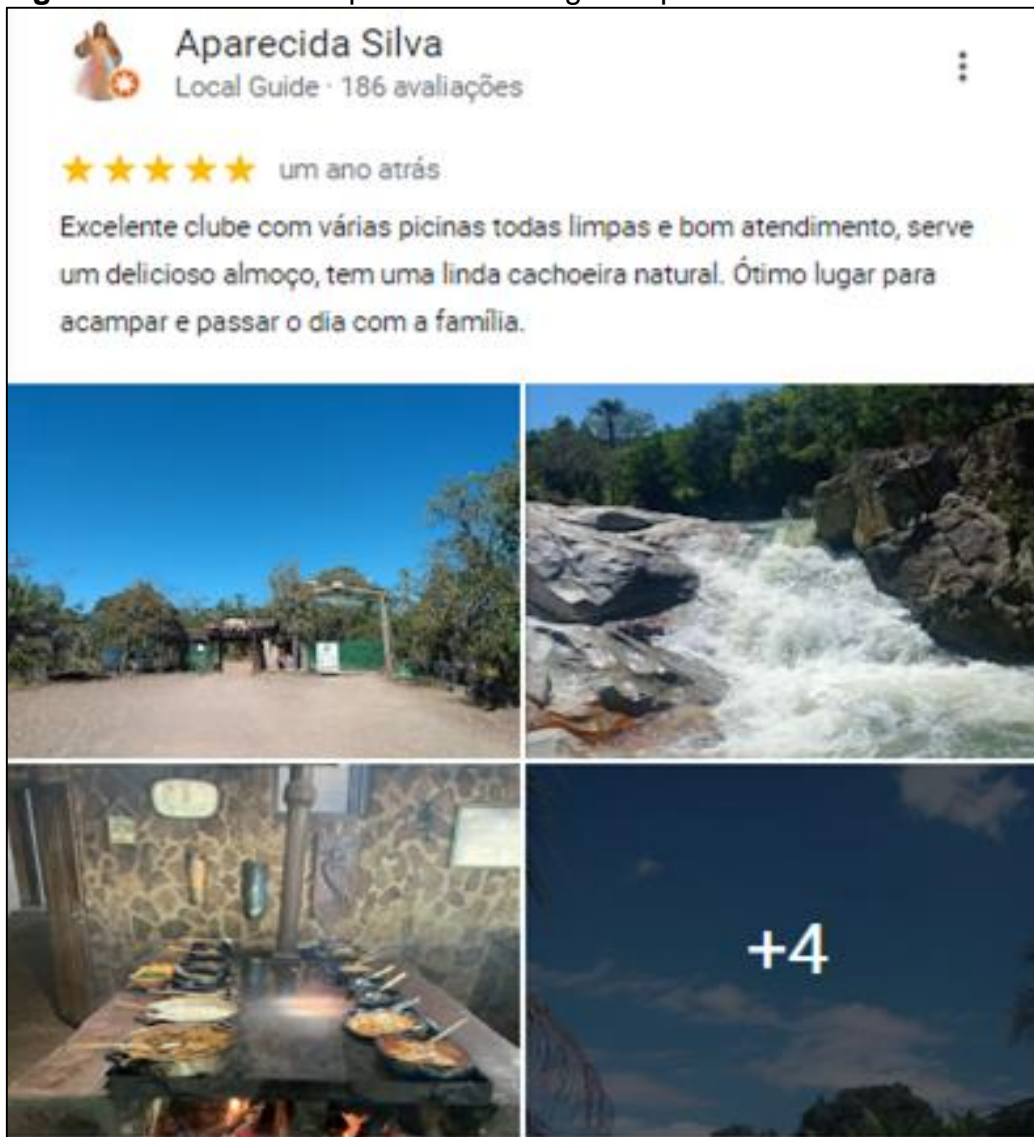 Aparecida Silva
Local Guide · 186 avaliações
um ano atrás
Excelente clube com várias picinas todas limpas e bom atendimento, serve
um delicioso almoço, tem uma linda cachoeira natural. Ótimo lugar para
acampar e passar o dia com a família.
+4